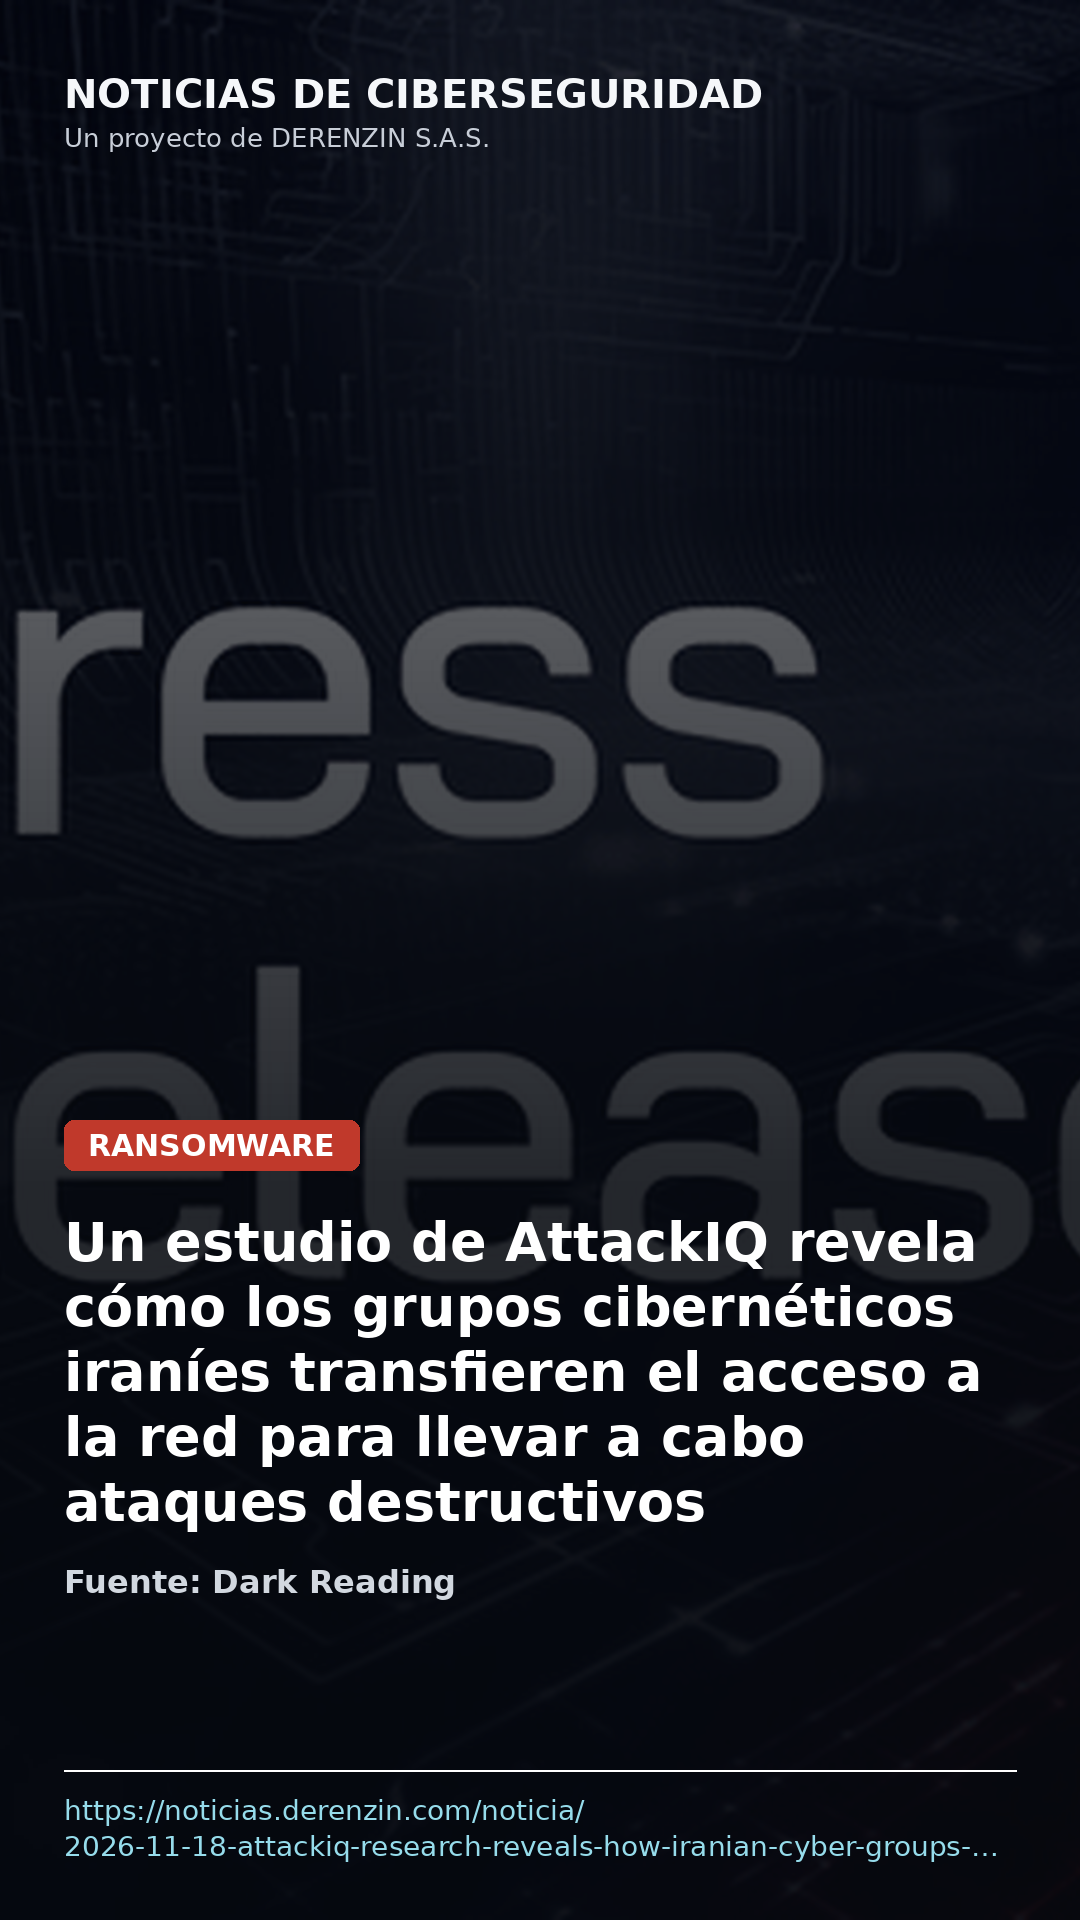 NOTICIAS DE CIBERSEGURIDAD
Un proyecto de DERENZIN S.A.S.
ress
elease
RANSOMWARE
Un estudio de AttackIQ revela
cómo los grupos cibernéticos
iraníes transfieren el acceso a
la red para llevar a cabo
ataques destructivos
Fuente: Dark Reading
https://noticias.derenzin.com/noticia/
2026-11-18-attackiq-research-reveals-how-iranian-cyber-groups-…